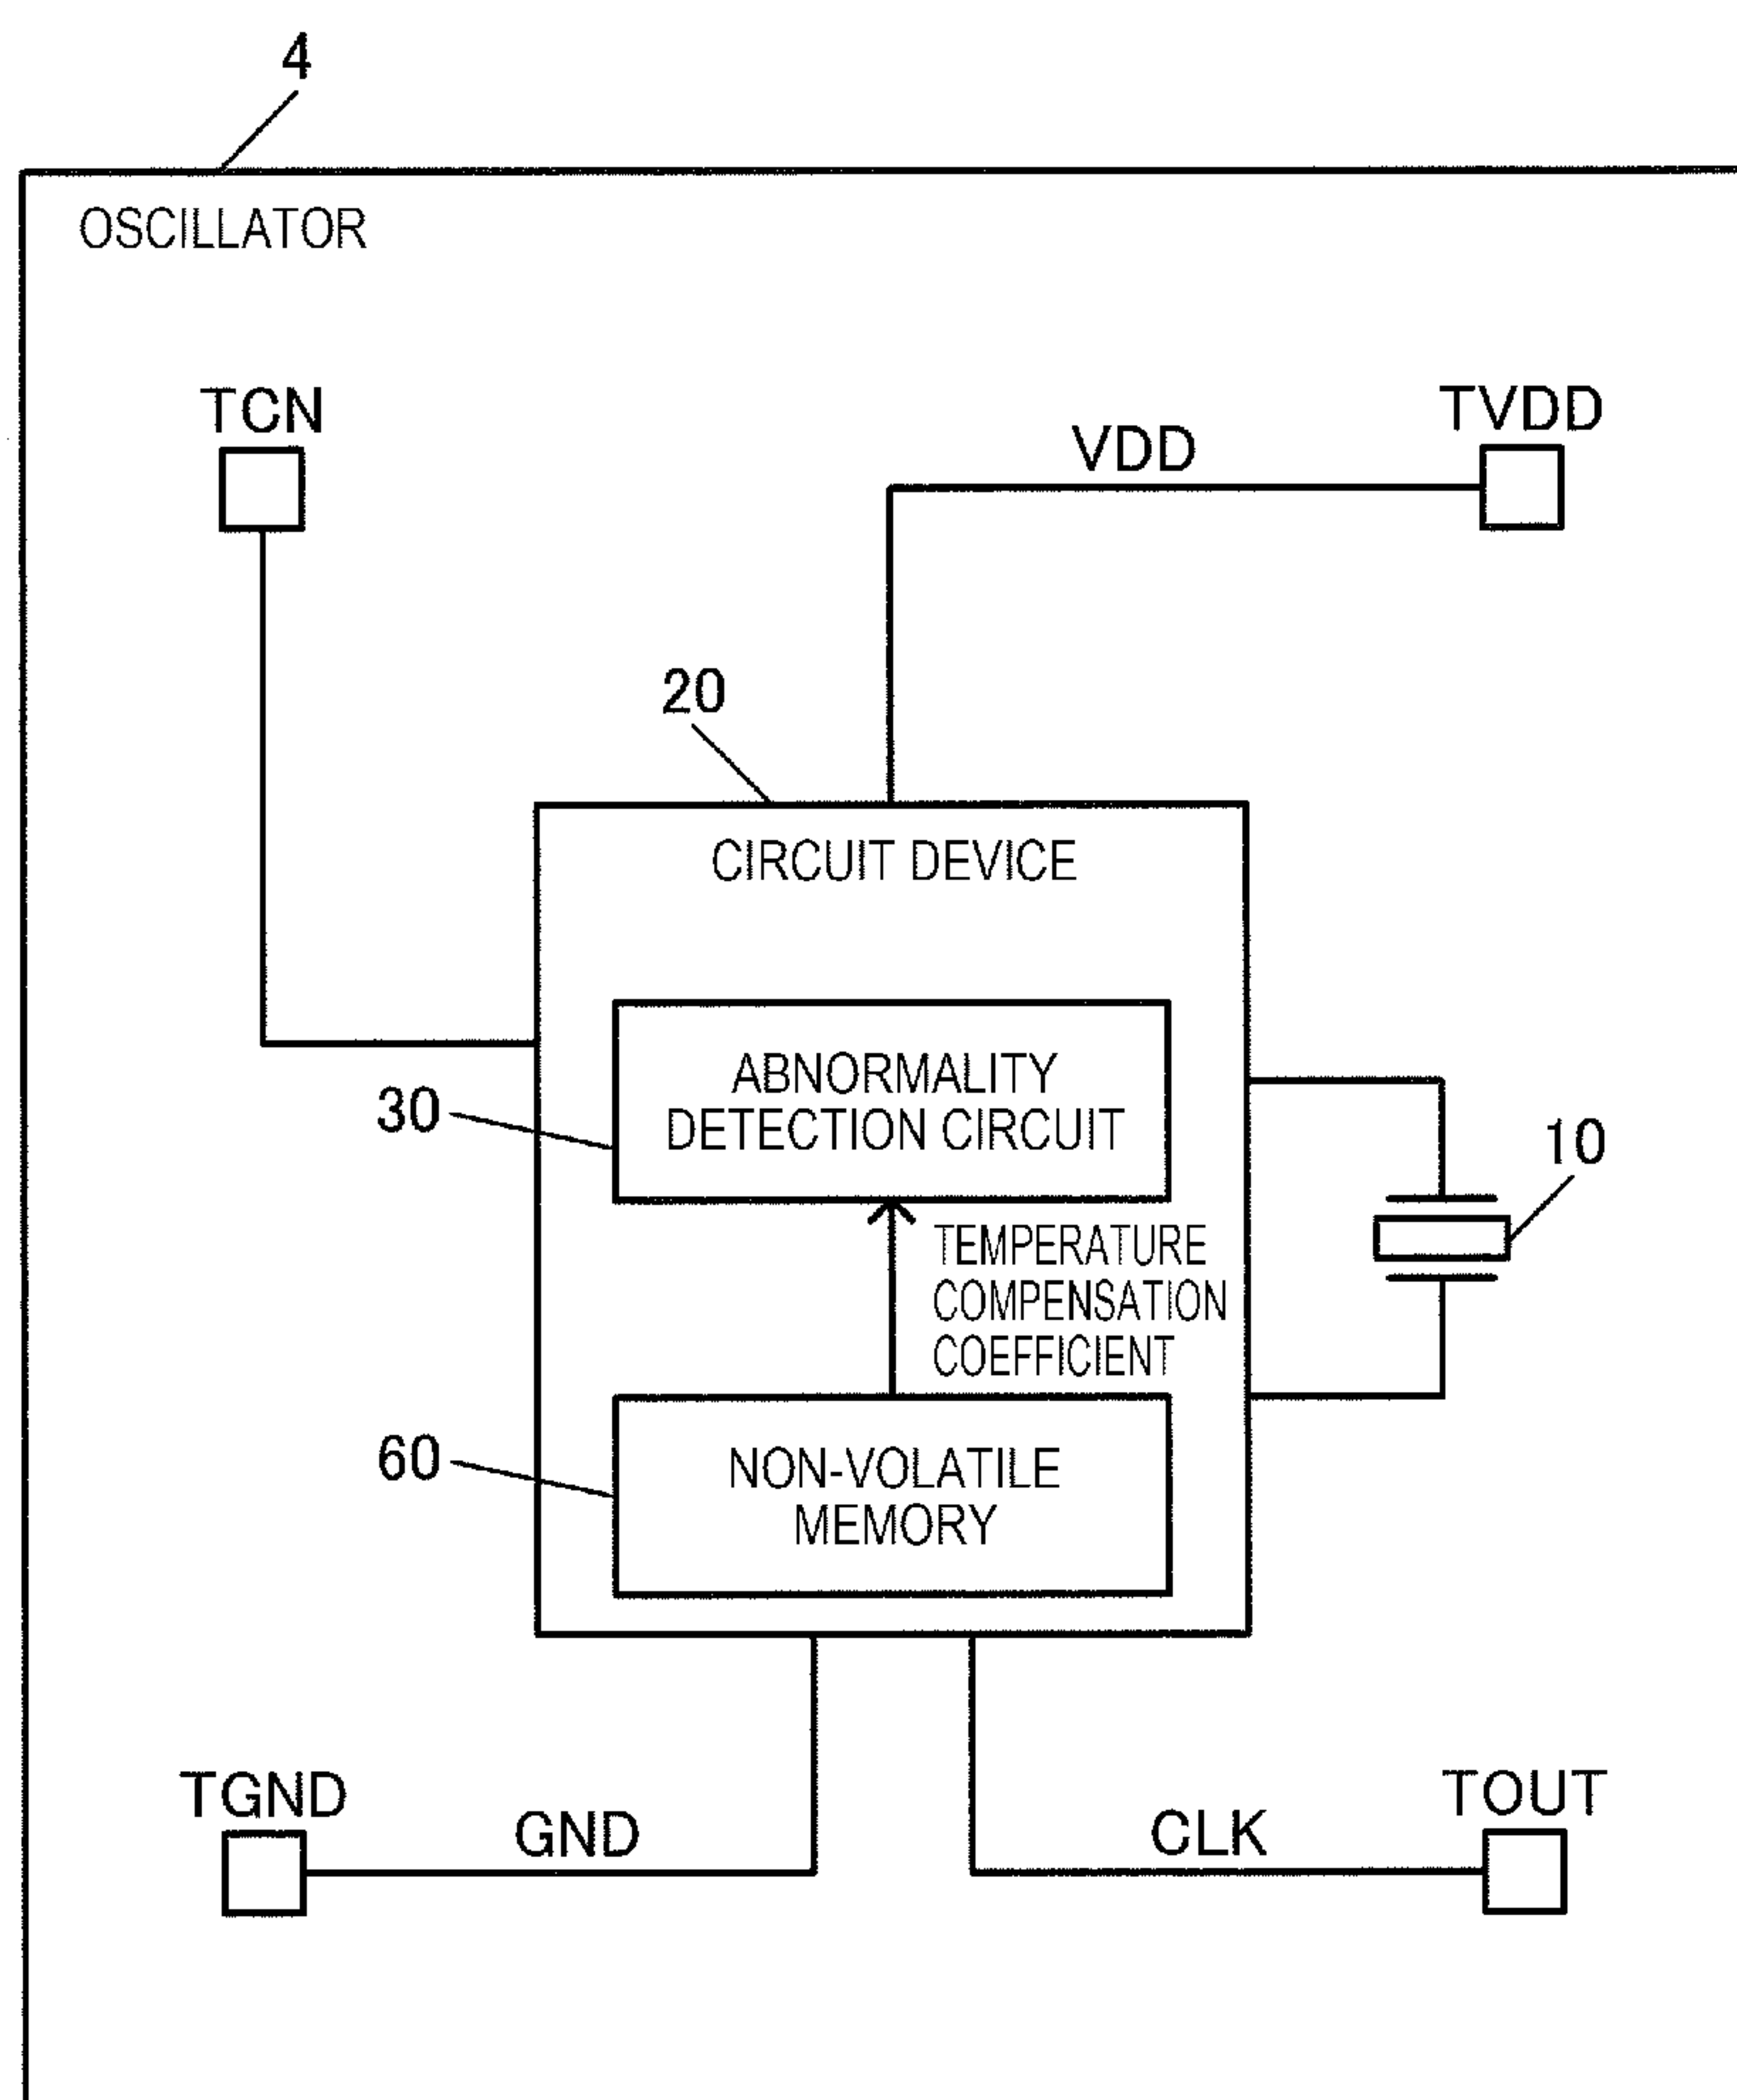 4
OSCILLATOR
TCN
TVDD
VDD
20
CIRCUIT DEVICE
30
ABNORMALITY
DETECTION CIRCUIT
10
TEMPERATURE
COMPENSATION
COEFFICIENT
60
NON-VOLATILE
MEMORY
TGND
GND
CLK
TOUT